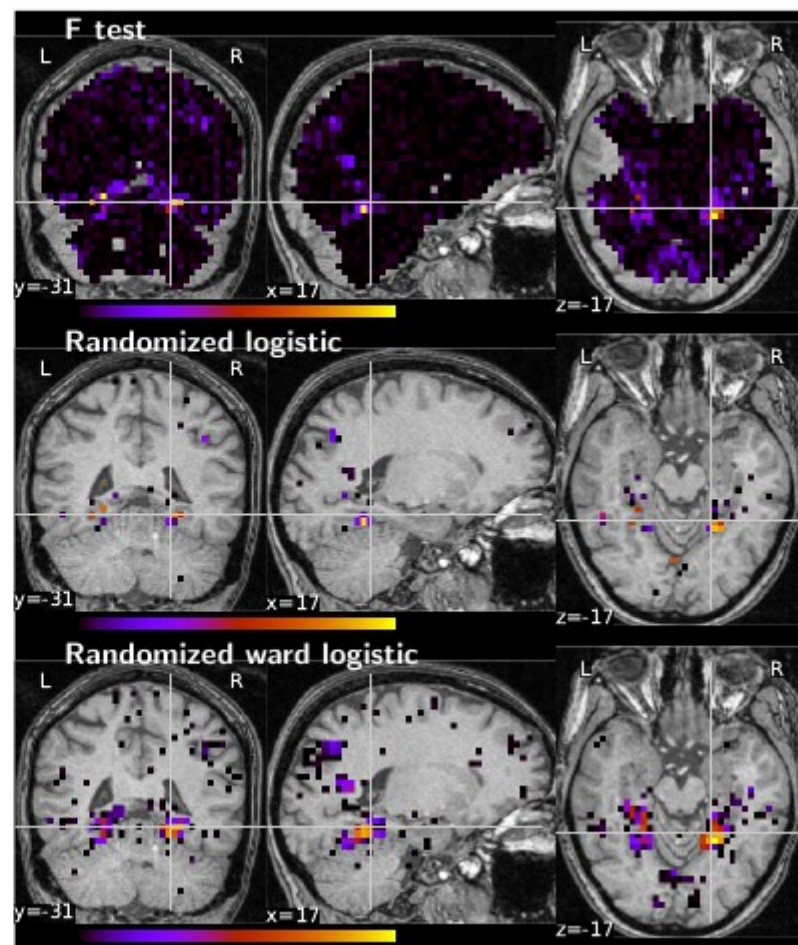 F test
L R L R
y=-31 x=17 z=-17
Randomized logistic
L R L R
y=-31 x=17 z=-17
Randomized ward logistic
L R L R
y=-31 x=17 z=-17